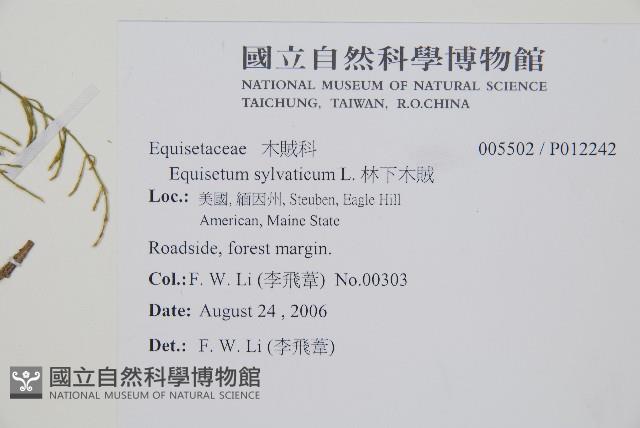 國立自然科學博物館
NATIONAL MUSEUM OF NATURAL SCIENCE
TAICHUNG, TAIWAN, R.O.CHINA
Equisetaceae 木賊科 005502 / P012242
Equisetum sylvaticum L. 林下木賊
Loc.: 美國, 緬因州, Steuben, Eagle Hill
American, Maine State
Roadside, forest margin.
Col.: F. W. Li (李飛葦) No.00303
Date: August 24 , 2006
Det.: F. W. Li (李飛葦)
國立自然科學博物館
NATIONAL MUSEUM OF NATURAL SCIENCE